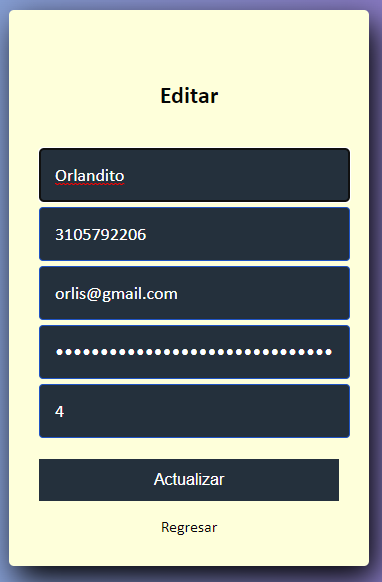 Editar
Orlandito
3105792206
orlis@gmail.com
•••••••••••••••••••••••••••••••
4
Actualizar
Regresar